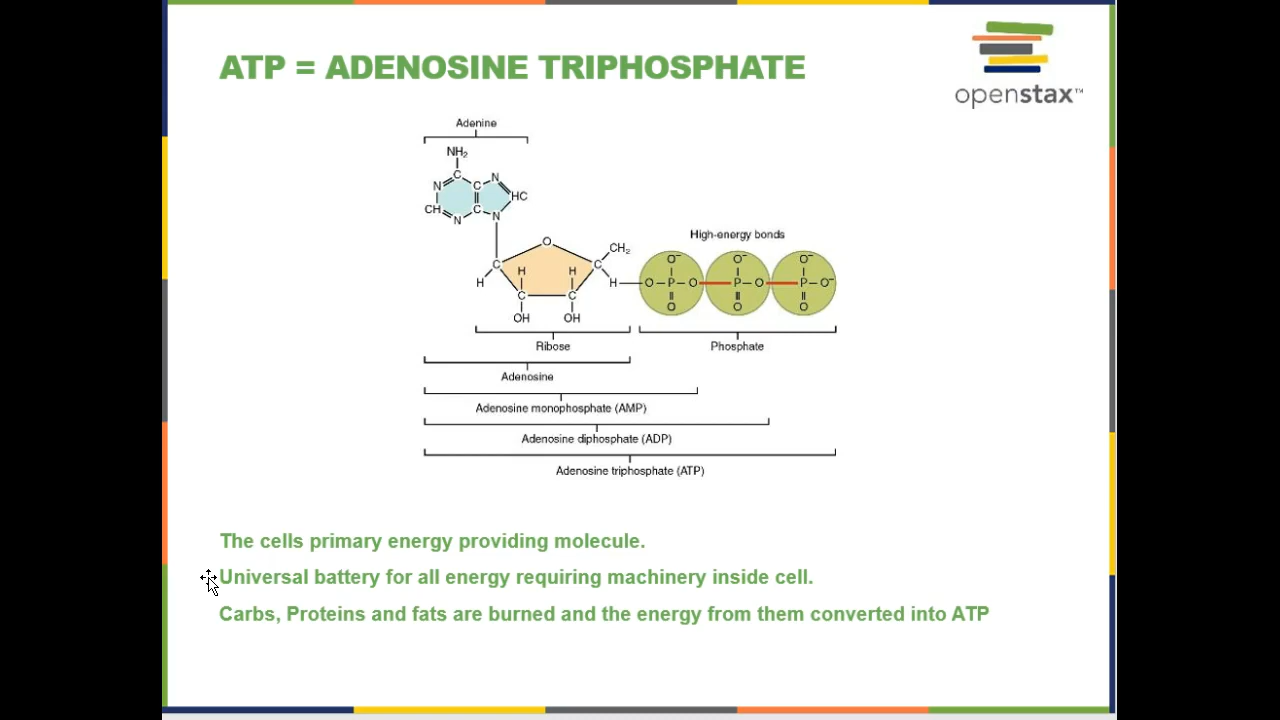 ATP = ADENOSINE TRIPHOSPHATE
openstax™
Adenine
NH₂
N C C N HC
CH N C N
High-energy bonds
O CH₂ O⁻ O⁻ O⁻
C H H C
H H O P O P O P O⁻
C C O O O
OH OH
Ribose Phosphate
Adenosine
Adenosine monophosphate (AMP)
Adenosine diphosphate (ADP)
Adenosine triphosphate (ATP)
The cells primary energy providing molecule.
Universal battery for all energy requiring machinery inside cell.
Carbs, Proteins and fats are burned and the energy from them converted into ATP